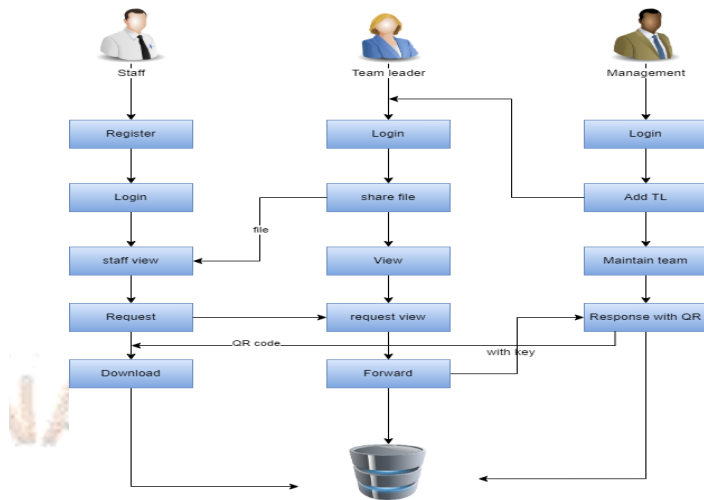 Staff
Team leader
Management
Register
Login
Login
Login
share file
Add TL
file
staff view
View
Maintain team
Request
request view
Response with QR
QR code
with key
Download
Forward